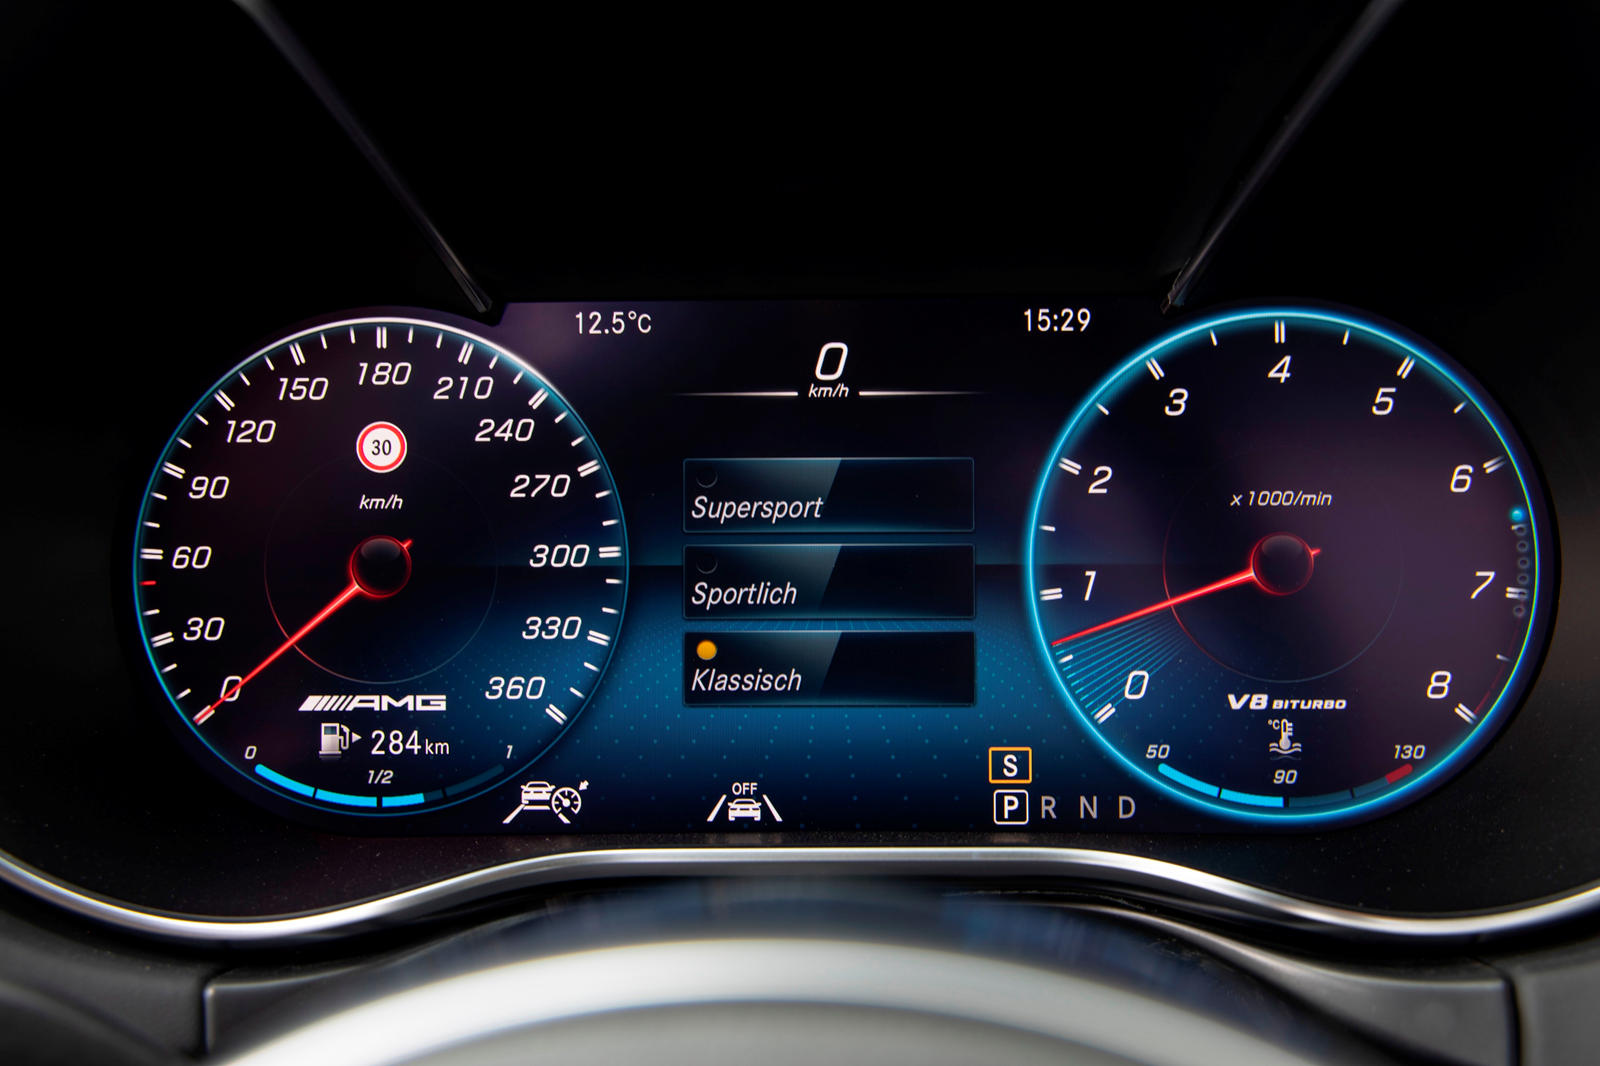 12.5°C
15:29
0
km/h
0
30
60
90
120
150
180
210
240
270
300
330
360
30
km/h
AMG
284 km
0
1/2
1
Supersport
Sportlich
Klassisch
OFF
S
P R N D
0
1
2
3
4
5
6
7
8
x 1000/min
V8 BITURBO
°C
50
90
130